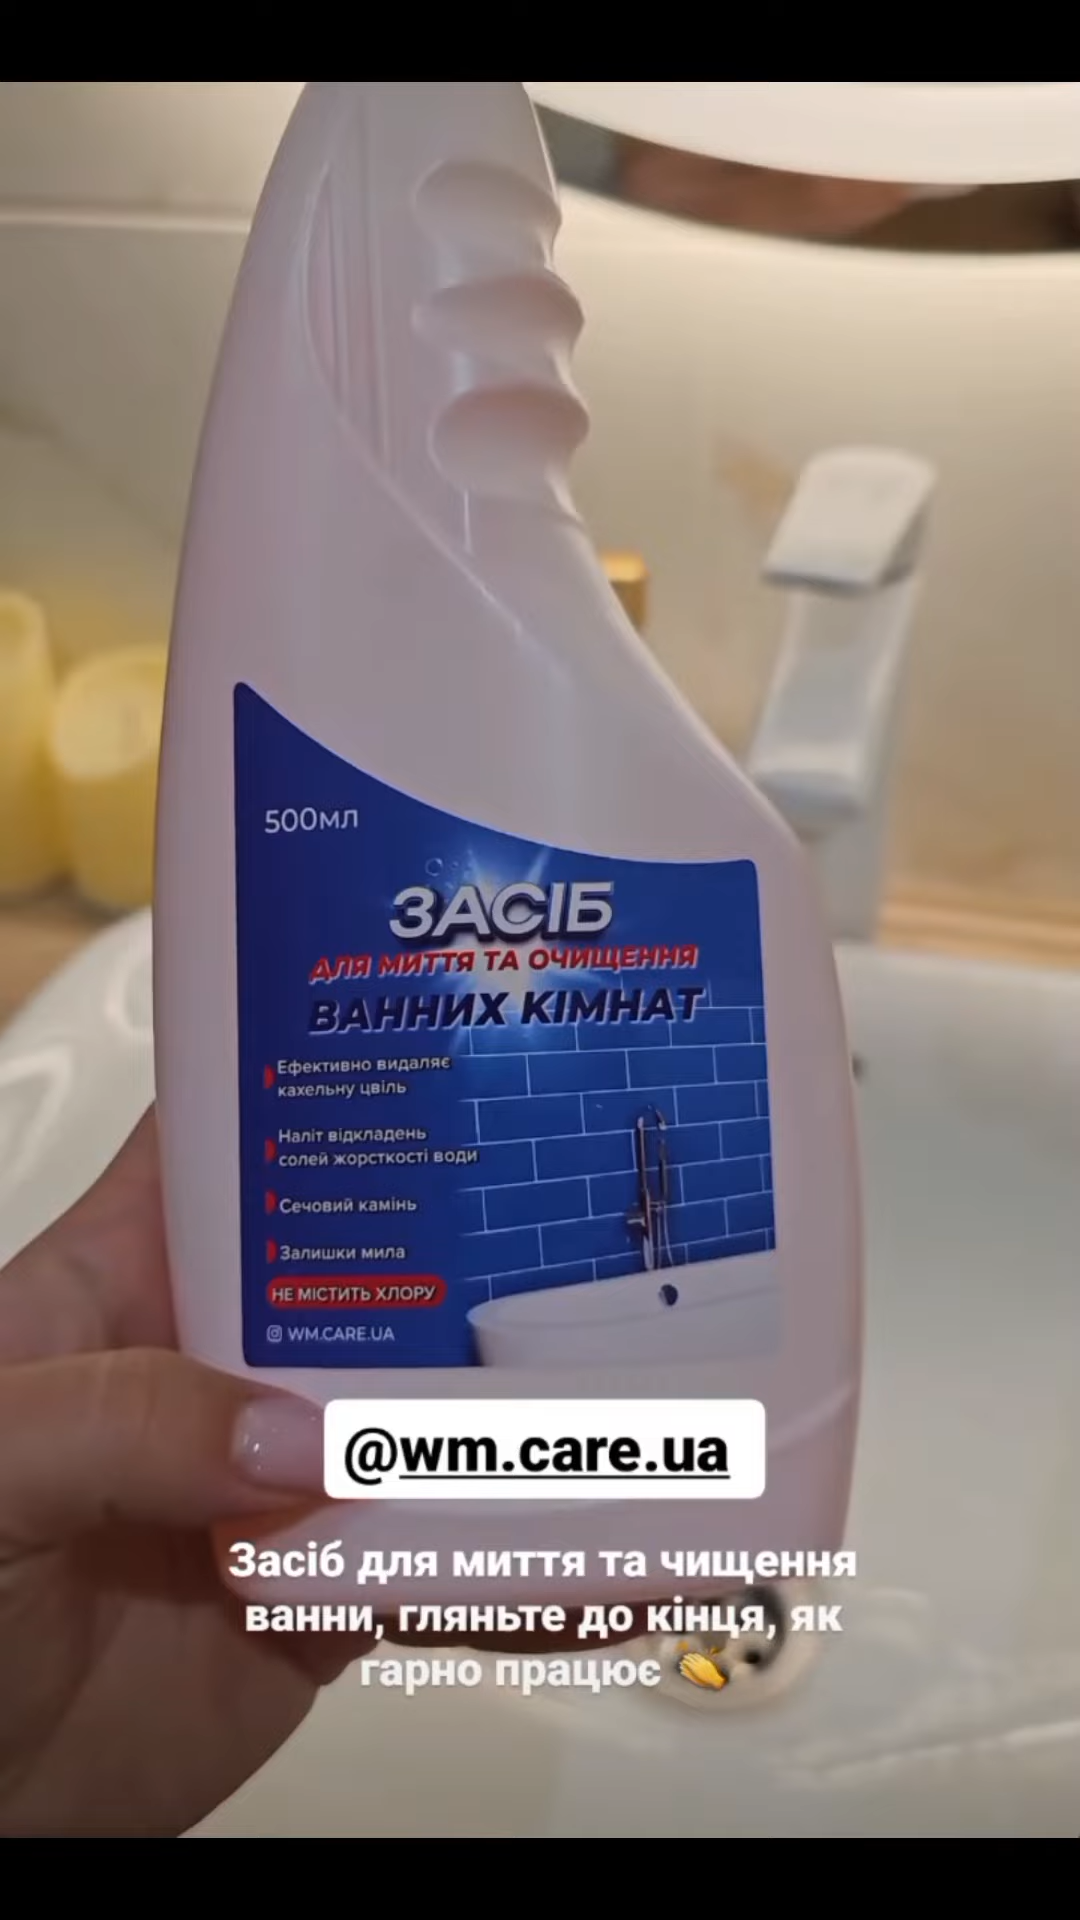 500мл
ЗАСІБ
ДЛЯ МИТТЯ ТА ОЧИЩЕННЯ
ВАННИХ КІМНАТ
Ефективно видаляє
кахельну цвіль
Наліт відкладень
солей жорсткості води
Сечовий камінь
Залишки мила
НЕ МІСТИТЬ ХЛОРУ
WM.CARE.UA
@wm.care.ua
Засіб для миття та чищення
ванни, гляньте до кінця, як
гарно працює 👏